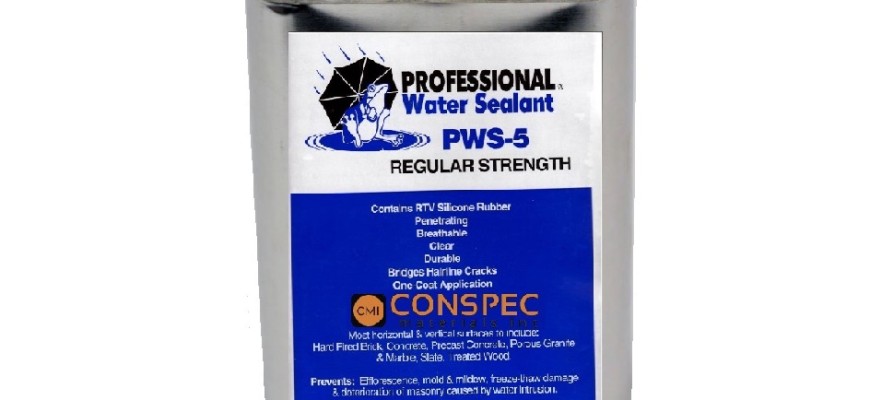 PROFESSIONAL
Water Sealant
PWS-5
REGULAR STRENGTH
Contains RTV Silicone Rubber
Penetrating
Breathable
Clear
Durable
Bridges Hairline Cracks
One Coat Application
CMI CONSPEC
Materials, Inc.
Most horizontal & vertical surfaces to include:
Hard Fired Brick, Concrete, Precast Concrete, Porous Granite
& Marble, Slate, Treated Wood.
Prevents: Efflorescence, mold & mildew, freeze-thaw damage
& deterioration of masonry caused by water intrusion.